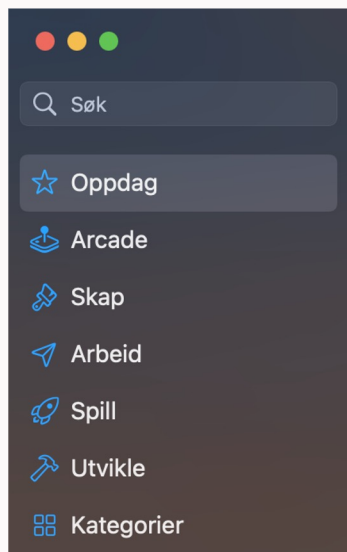 Søk
Oppdag
Arcade
Skap
Arbeid
Spill
Utvikle
Kategorier